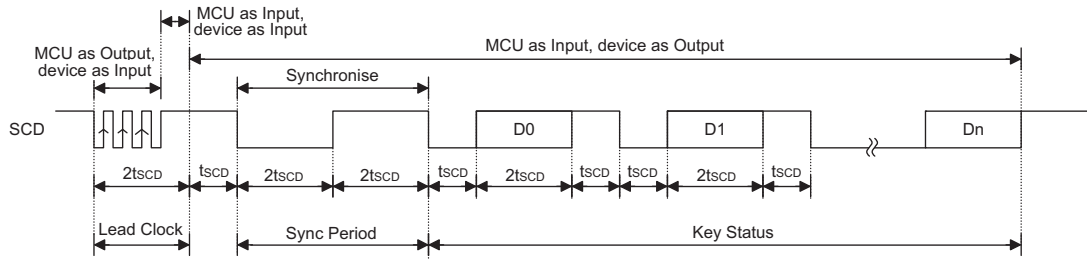 MCU as Input,
device as Input
MCU as Output,
device as Input
MCU as Input, device as Output
Synchronise
SCD
D0
D1
Dn
2tSCD
tSCD
2tSCD
2tSCD
tSCD
2tSCD
tSCD
tSCD
2tSCD
tSCD
Lead Clock
Sync Period
Key Status